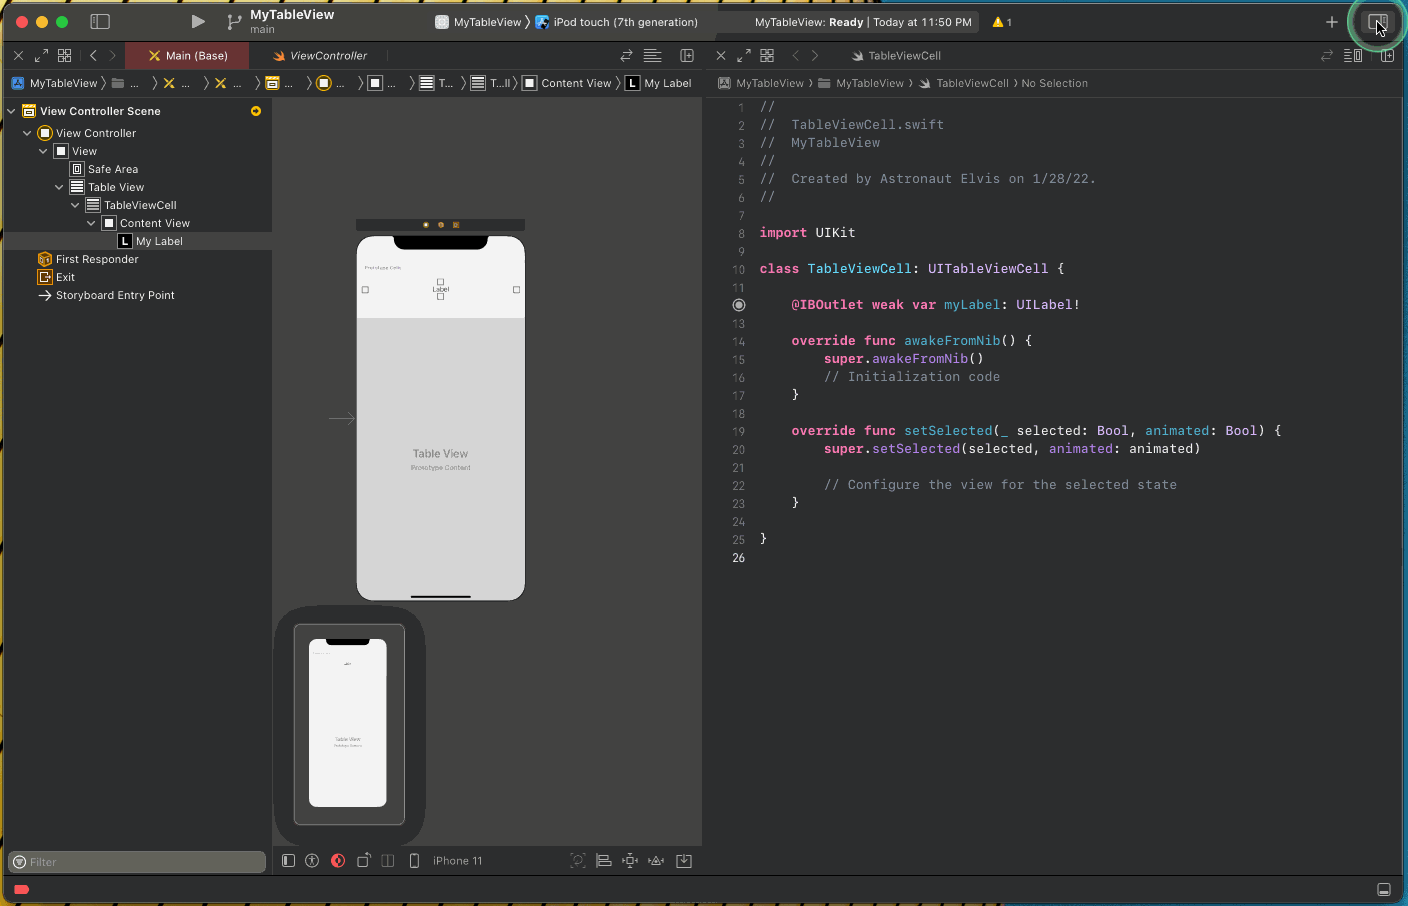 MyTableView
main
MyTableView 〉 iPod touch (7th generation)
MyTableView: Ready | Today at 11:50 PM
1
Main (Base)
ViewController
TableViewCell
MyTableView 〉 ... 〉 ... 〉 ... 〉 ... 〉 ... 〉 ... 〉 T... 〉 T...ll 〉 Content View 〉 L My Label
MyTableView 〉 MyTableView 〉 TableViewCell 〉 No Selection
View Controller Scene
View Controller
View
Safe Area
Table View
TableViewCell
Content View
L My Label
First Responder
Exit
Storyboard Entry Point
Filter
Prototype Cells
Label
Table View
Prototype Content
Table View
Prototype Content
iPhone 11
1 //
2 //  TableViewCell.swift
3 //  MyTableView
4 //
5 //  Created by Astronaut Elvis on 1/28/22.
6 //
7
8 import UIKit
9
10 class TableViewCell: UITableViewCell {
11
    @IBOutlet weak var myLabel: UILabel!
13
14     override func awakeFromNib() {
15         super.awakeFromNib()
16         // Initialization code
17     }
18
19     override func setSelected(_ selected: Bool, animated: Bool) {
20         super.setSelected(selected, animated: animated)
21
22         // Configure the view for the selected state
23     }
24
25 }
26